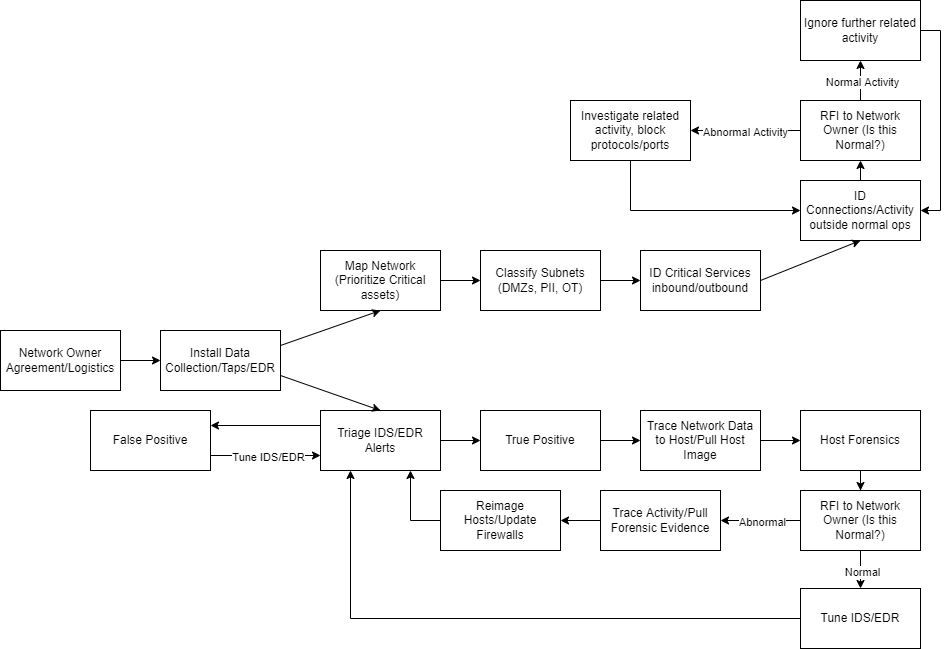 Ignore further related
activity
Normal Activity
Investigate related
activity, block
protocols/ports
Abnormal Activity
RFI to Network
Owner (Is this
Normal?)
ID
Connections/Activity
outside normal ops
Map Network
(Prioritize Critical
assets)
Classify Subnets
(DMZs, PII, OT)
ID Critical Services
inbound/outbound
Network Owner
Agreement/Logistics
Install Data
Collection/Taps/EDR
False Positive
Tune IDS/EDR
Triage IDS/EDR
Alerts
True Positive
Trace Network Data
to Host/Pull Host
Image
Host Forensics
Reimage
Hosts/Update
Firewalls
Trace Activity/Pull
Forensic Evidence
Abnormal
RFI to Network
Owner (Is this
Normal?)
Normal
Tune IDS/EDR